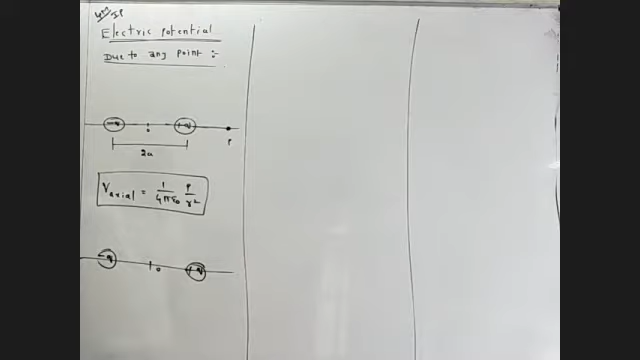 Electric potential
Due to any point :-
-q o +q
P
2a
V axial = 1/4πε₀ P/r²
-q o +q